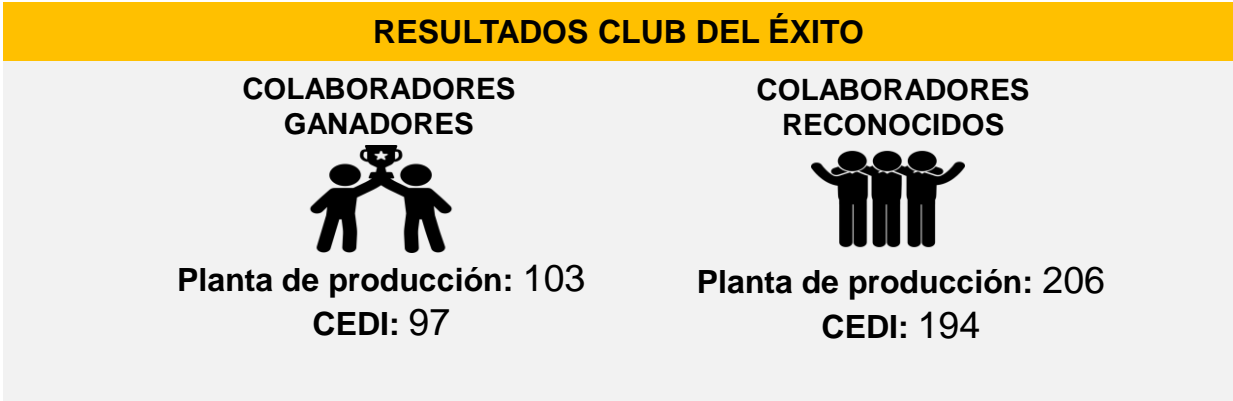 RESULTADOS CLUB DEL ÉXITO
COLABORADORES
GANADORES
Planta de producción: 103
CEDI: 97
COLABORADORES
RECONOCIDOS
Planta de producción: 206
CEDI: 194